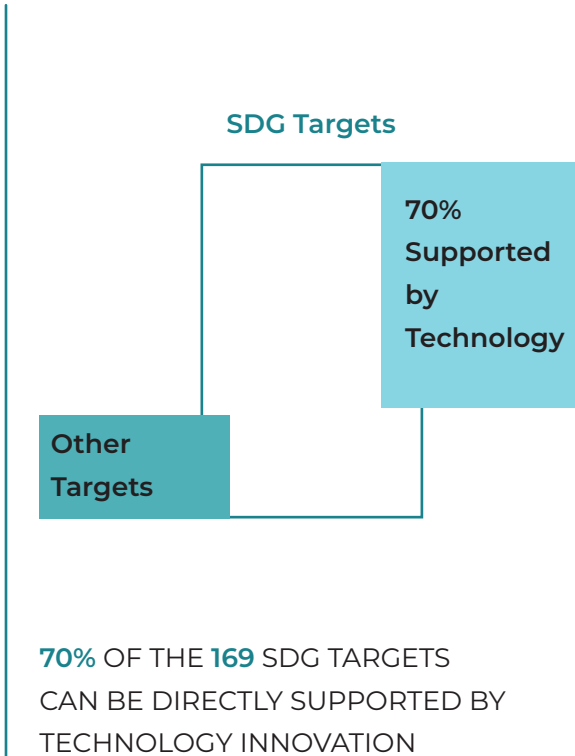 SDG Targets
70%
Supported
by
Technology
Other
Targets
70% OF THE 169 SDG TARGETS
CAN BE DIRECTLY SUPPORTED BY
TECHNOLOGY INNOVATION